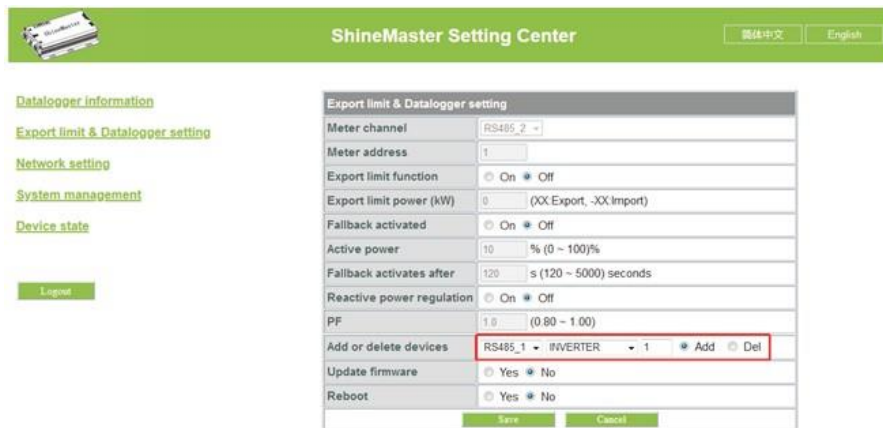 ShineMaster
ShineMaster Setting Center
简体中文 English
Datalogger information
Export limit & Datalogger setting
Network setting
System management
Device state
Logout
Export limit & Datalogger setting
Meter channel RS485_2
Meter address 1
Export limit function On Off
Export limit power (kW) 0 (XX:Export, -XX:Import)
Fallback activated On Off
Active power 10 % (0 ~ 100)%
Fallback activates after 120 s (120 ~ 5000) seconds
Reactive power regulation On Off
PF 1.0 (0.80 ~ 1.00)
Add or delete devices RS485_1 INVERTER 1 Add Del
Update firmware Yes No
Reboot Yes No
Save Cancel